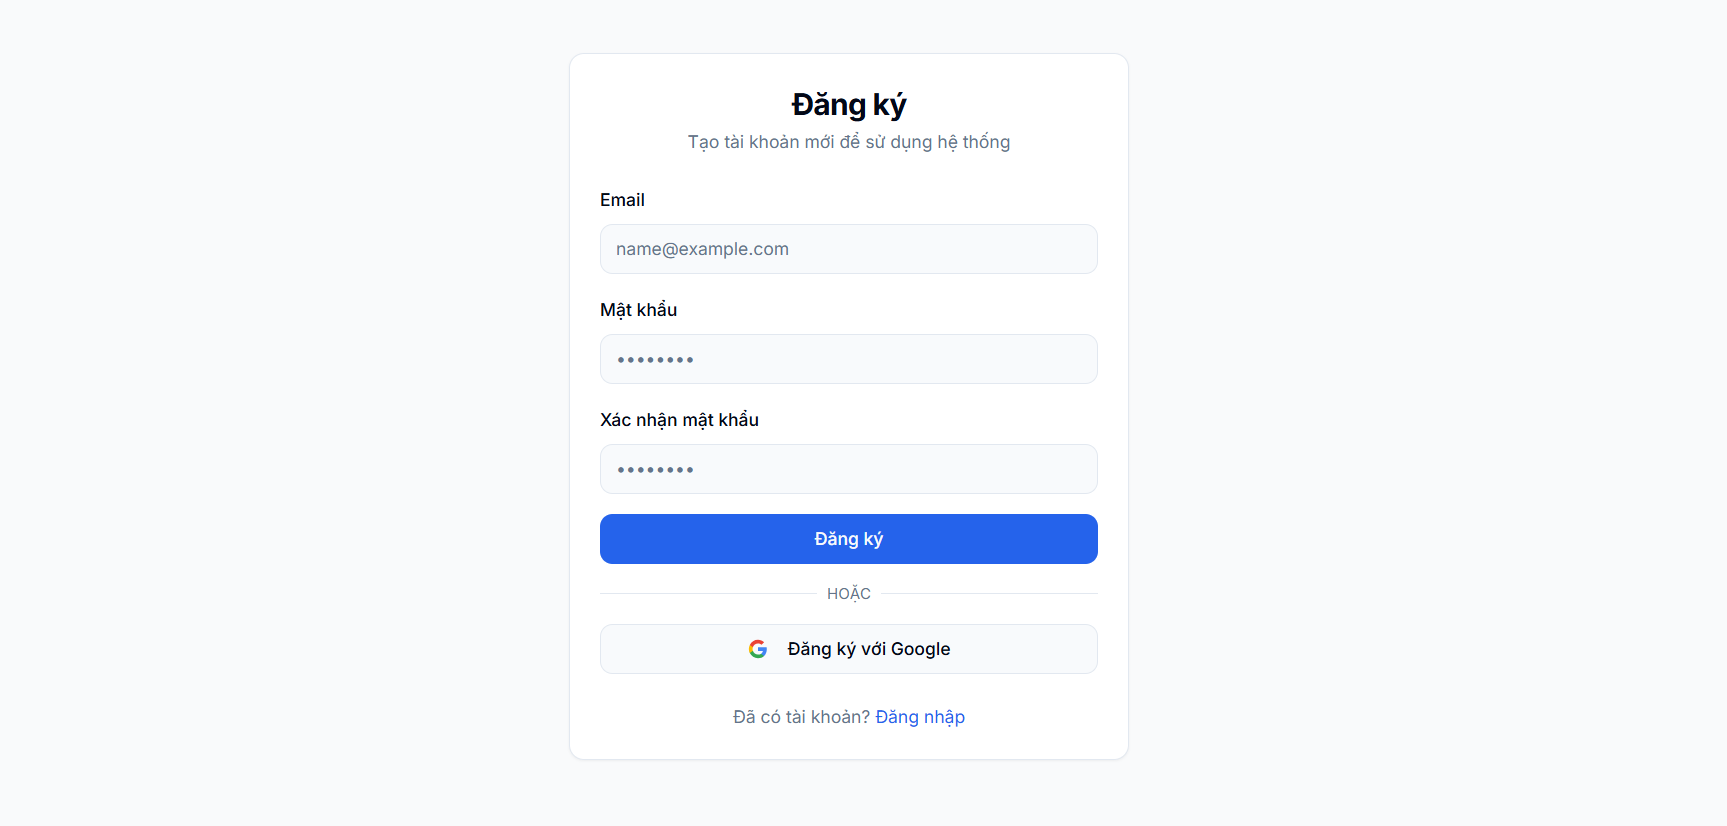 Đăng ký
Tạo tài khoản mới để sử dụng hệ thống
Email
name@example.com
Mật khẩu
••••••••
Xác nhận mật khẩu
••••••••
Đăng ký
HOẶC
Đăng ký với Google
Đã có tài khoản? Đăng nhập